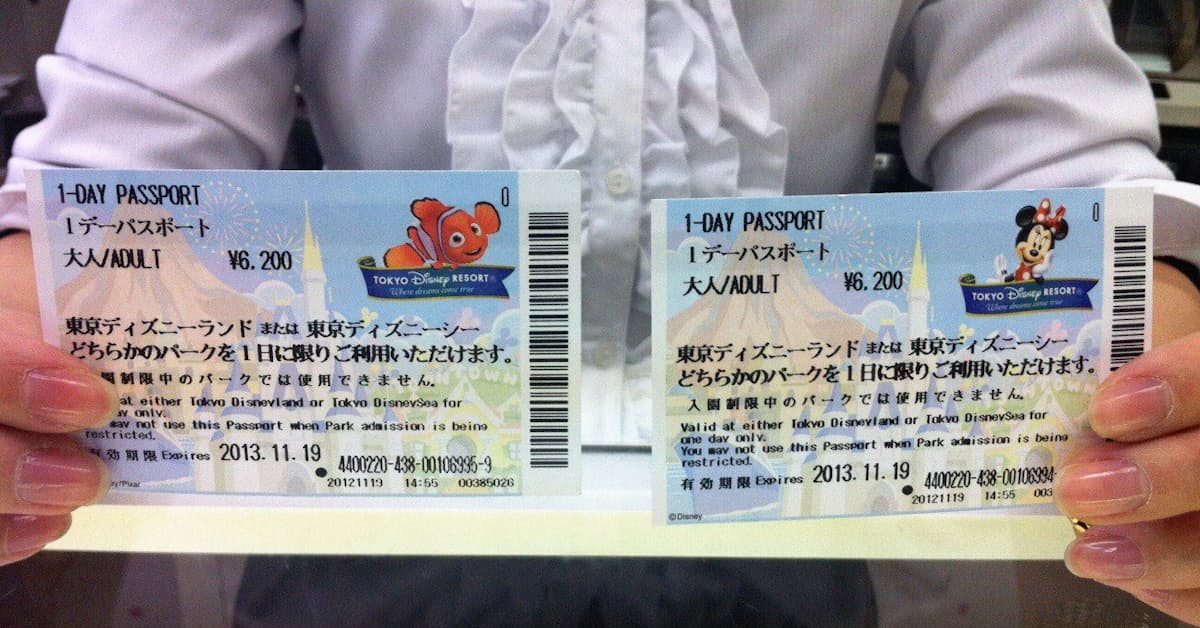 1-DAY PASSPORT
0
1デーパスポート
大人/ADULT ¥6,200
TOKYO Disney RESORT®
Where dreams come true
東京ディズニーランド または 東京ディズニーシー
どちらかのパークを1日に限りご利用いただけます。
園制限中のパークでは使用できません。
at either Tokyo Disneyland or Tokyo DisneySea for
only.
may not use this Passport when Park admission is being
restricted.
有効期限 Expires 2013.11.19
4400220-438-00106995-9
20121119 14:55 00385026
/Pixar
1-DAY PASSPORT
0
1デーパスポート
大人/ADULT ¥6,200
TOKYO Disney RESORT®
Where dreams come true
東京ディズニーランド または 東京ディズニーシー
どちらかのパークを1日に限りご利用いただけます。
入園制限中のパークでは使用できません。
Valid at either Tokyo Disneyland or Tokyo DisneySea for
one day only.
You may not use this Passport when Park admission is being
restricted.
有効期限 Expires 2013.11.19
4400220-438-00106994-
20121119 14:55 003
©Disney